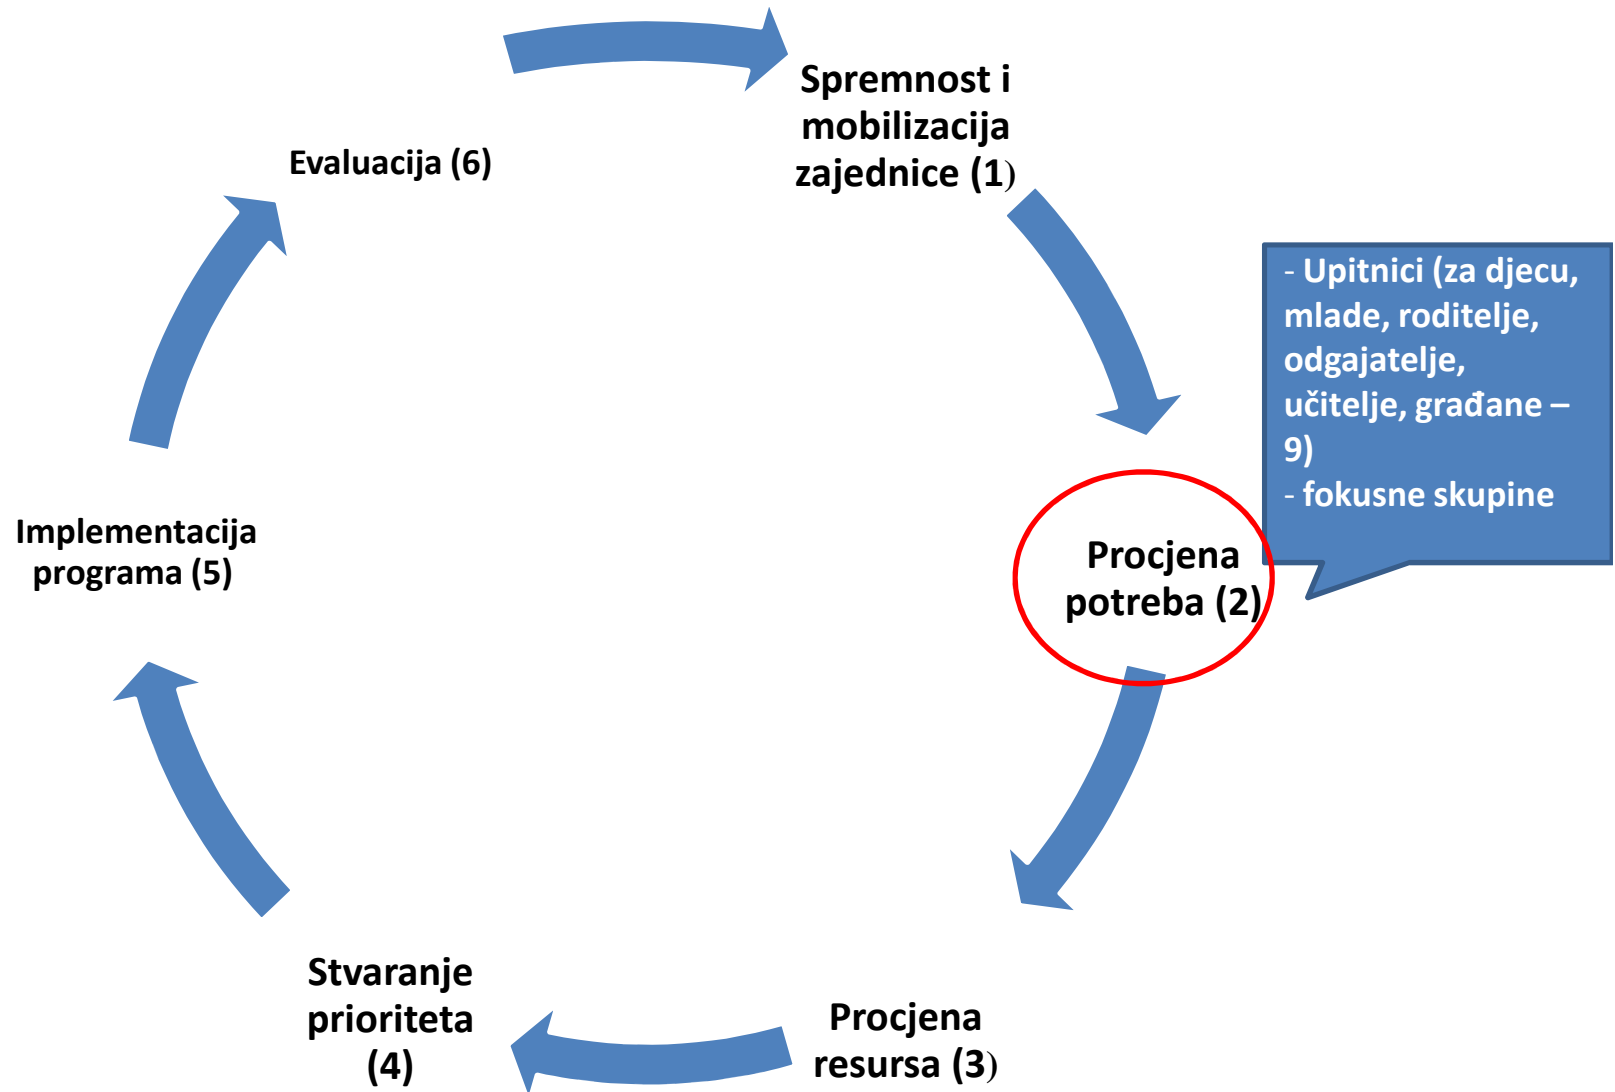 Spremnost i
mobilizacija
zajednice (1)
- Upitnici (za djecu,
mlade, roditelje,
odgajatelje,
učitelje, građane –
9)
- fokusne skupine
Procjena
potreba (2)
Procjena
resursa (3)
Stvaranje
prioriteta
(4)
Implementacija
programa (5)
Evaluacija (6)